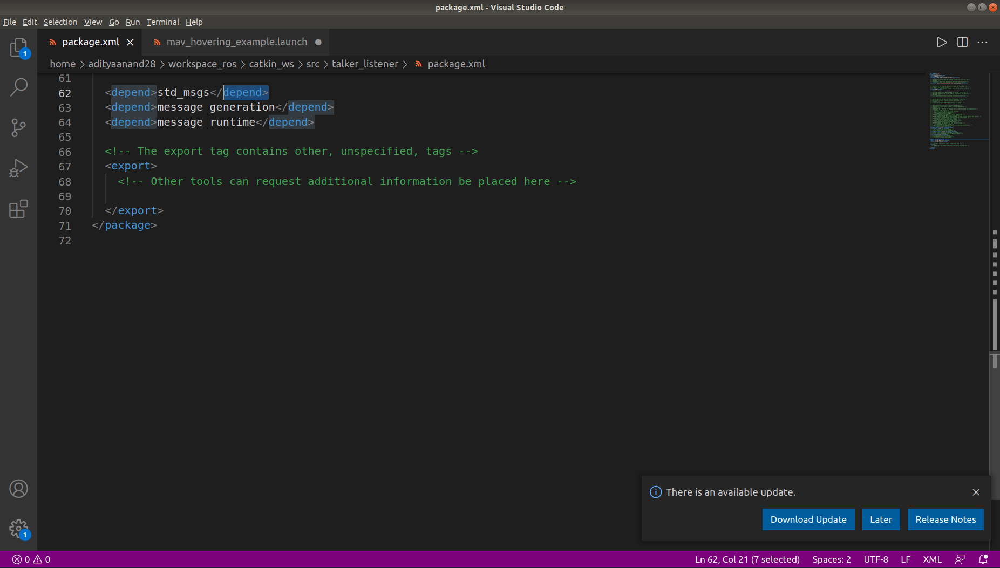 package.xml - Visual Studio Code
File Edit Selection View Go Run Terminal Help
package.xml mav_hovering_example.launch
home > adityaanand28 > workspace_ros > catkin_ws > src > talker_listener > package.xml
61
62 <depend>std_msgs</depend>
63 <depend>message_generation</depend>
64 <depend>message_runtime</depend>
65
66 <!-- The export tag contains other, unspecified, tags -->
67 <export>
68 <!-- Other tools can request additional information be placed here -->
69
70 </export>
71 </package>
72
1
1
There is an available update.
Download Update Later Release Notes
0 0 Ln 62, Col 21 (7 selected) Spaces: 2 UTF-8 LF XML